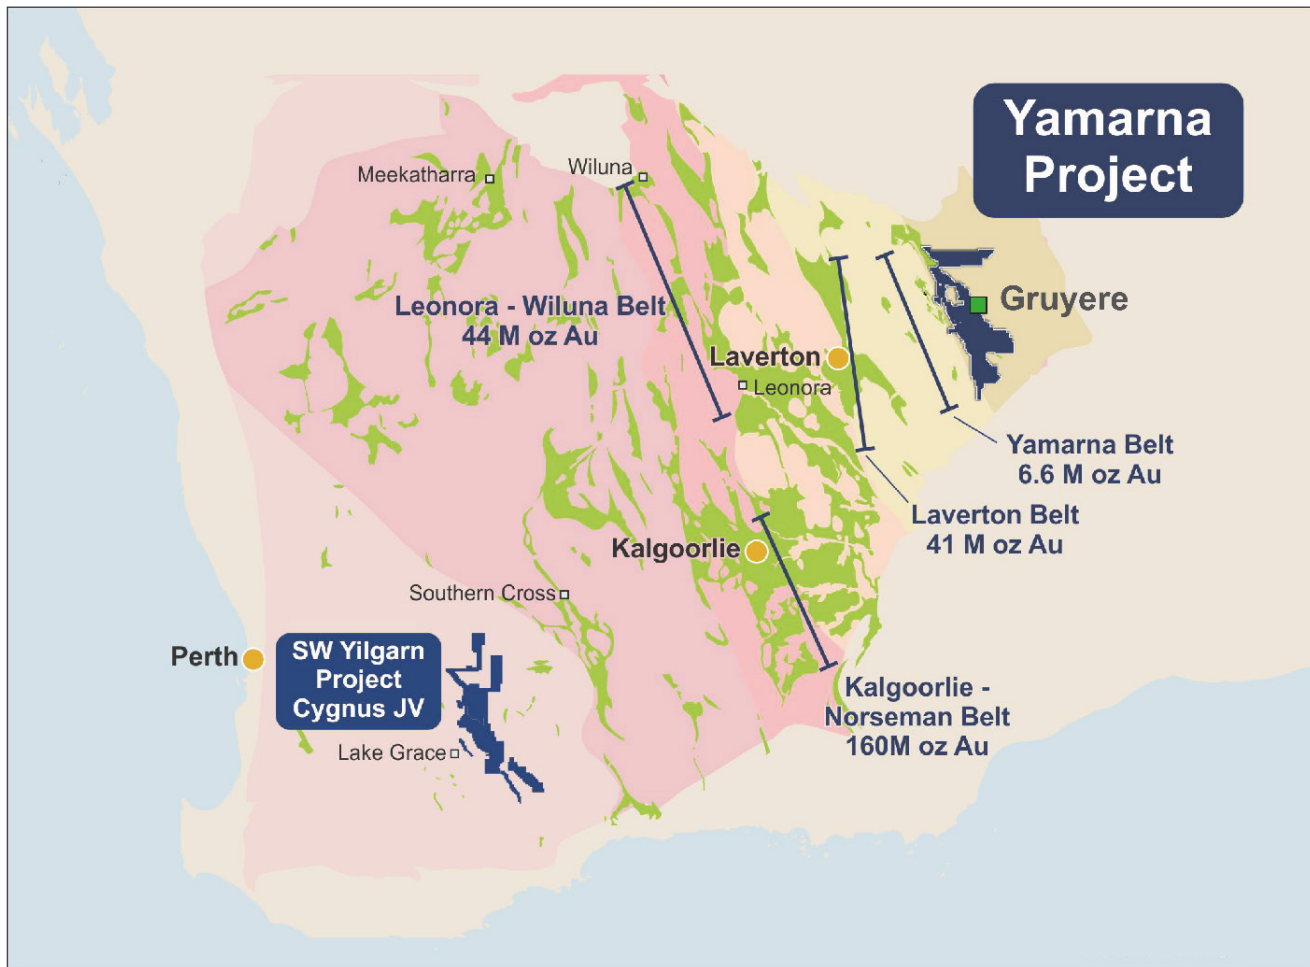 Yamarna
Project
Meekatharra
Wiluna
Leonora - Wiluna Belt
44 M oz Au
Gruyere
Laverton
Leonora
Yamarna Belt
6.6 M oz Au
Laverton Belt
41 M oz Au
Kalgoorlie
Southern Cross
Perth
SW Yilgarn
Project
Cygnus JV
Lake Grace
Kalgoorlie -
Norseman Belt
160M oz Au